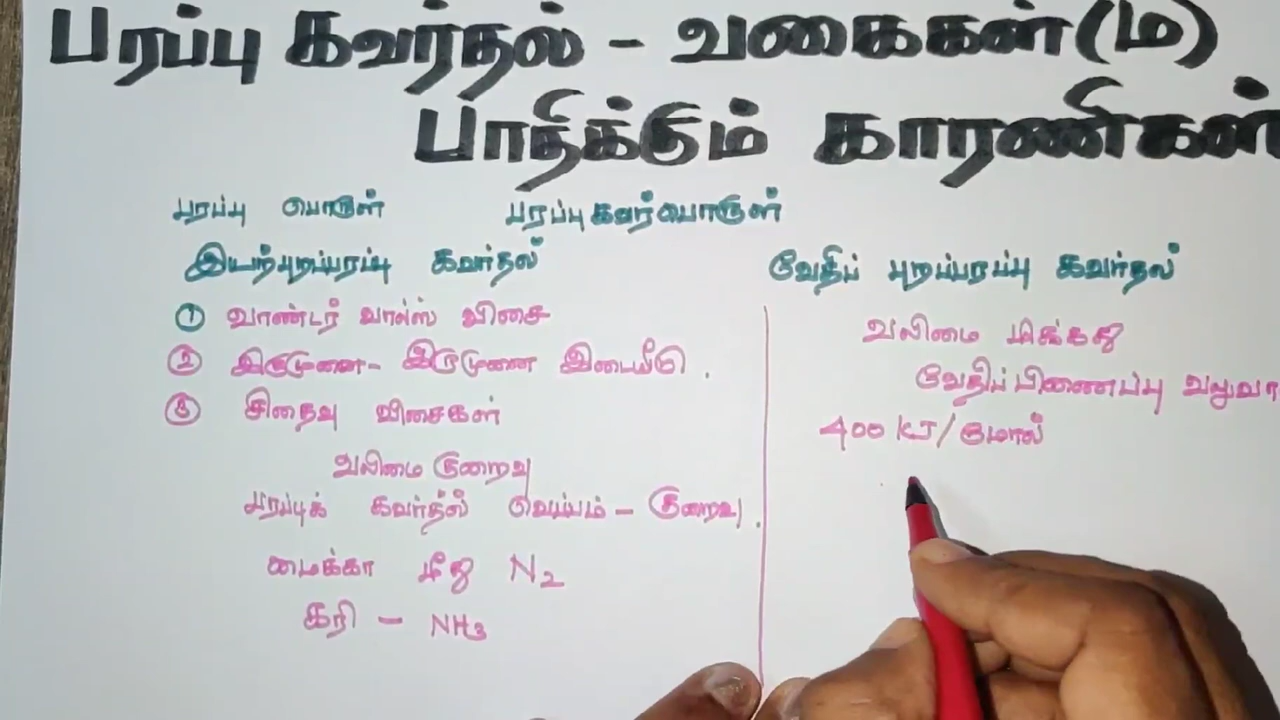 பரப்பு கவர்தல் - வகைகள் (ம)
பாதிக்கும் காரணிகள்
பரப்பு பொருள் பரப்பு கவர்பொருள்
இயற்புறப்பரப்பு கவர்தல்
① வாண்டர் வால்ஸ் விசை
② இருமுனை - இருமுனை இடையீடு .
③ சிதைவு விசைகள்
வலிமை குறைவு
பரப்புக் கவர்தல் வெப்பம் - குறைவு .
மைக்கா மீது N2
கரி - NH3
வேதிப் புறப்பரப்பு கவர்தல்
வலிமை மிக்கது
வேதிப்பிணைப்பு
400 KJ/மோல்